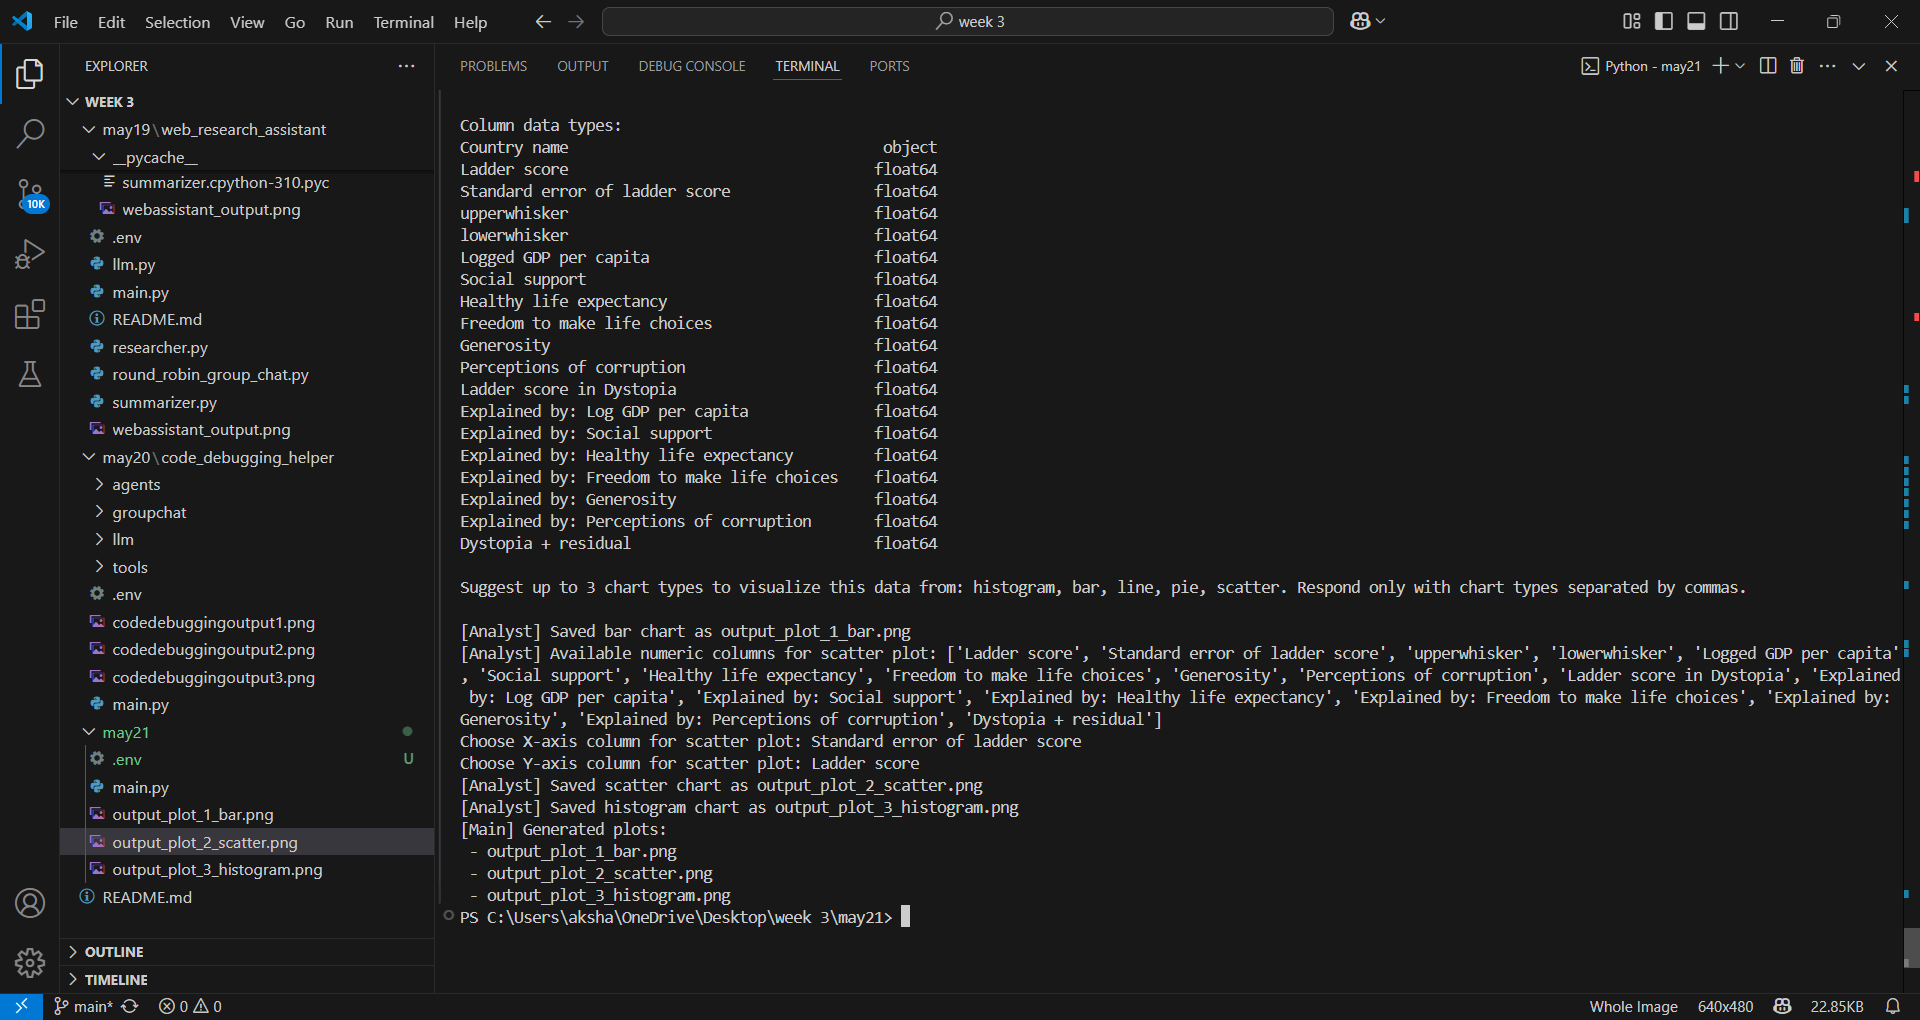 File Edit Selection View Go Run Terminal Help
week 3
EXPLORER
WEEK 3
may19\web_research_assistant
__pycache__
summarizer.cpython-310.pyc
webassistant_output.png
.env
llm.py
main.py
README.md
researcher.py
round_robin_group_chat.py
summarizer.py
webassistant_output.png
may20\code_debugging_helper
agents
groupchat
llm
tools
.env
codedebuggingoutput1.png
codedebuggingoutput2.png
codedebuggingoutput3.png
main.py
may21
.env U
main.py
output_plot_1_bar.png
output_plot_2_scatter.png
output_plot_3_histogram.png
README.md
OUTLINE
TIMELINE
10K
PROBLEMS OUTPUT DEBUG CONSOLE TERMINAL PORTS
Python - may21
Column data types:
Country name object
Ladder score float64
Standard error of ladder score float64
upperwhisker float64
lowerwhisker float64
Logged GDP per capita float64
Social support float64
Healthy life expectancy float64
Freedom to make life choices float64
Generosity float64
Perceptions of corruption float64
Ladder score in Dystopia float64
Explained by: Log GDP per capita float64
Explained by: Social support float64
Explained by: Healthy life expectancy float64
Explained by: Freedom to make life choices float64
Explained by: Generosity float64
Explained by: Perceptions of corruption float64
Dystopia + residual float64
Suggest up to 3 chart types to visualize this data from: histogram, bar, line, pie, scatter. Respond only with chart types separated by commas.
[Analyst] Saved bar chart as output_plot_1_bar.png
[Analyst] Available numeric columns for scatter plot: ['Ladder score', 'Standard error of ladder score', 'upperwhisker', 'lowerwhisker', 'Logged GDP per capita'
, 'Social support', 'Healthy life expectancy', 'Freedom to make life choices', 'Generosity', 'Perceptions of corruption', 'Ladder score in Dystopia', 'Explained
by: Log GDP per capita', 'Explained by: Social support', 'Explained by: Healthy life expectancy', 'Explained by: Freedom to make life choices', 'Explained by:
Generosity', 'Explained by: Perceptions of corruption', 'Dystopia + residual']
Choose X-axis column for scatter plot: Standard error of ladder score
Choose Y-axis column for scatter plot: Ladder score
[Analyst] Saved scatter chart as output_plot_2_scatter.png
[Analyst] Saved histogram chart as output_plot_3_histogram.png
[Main] Generated plots:
- output_plot_1_bar.png
- output_plot_2_scatter.png
- output_plot_3_histogram.png
PS C:\Users\aksha\OneDrive\Desktop\week 3\may21>
main* 0 0
Whole Image 640x480 22.85KB